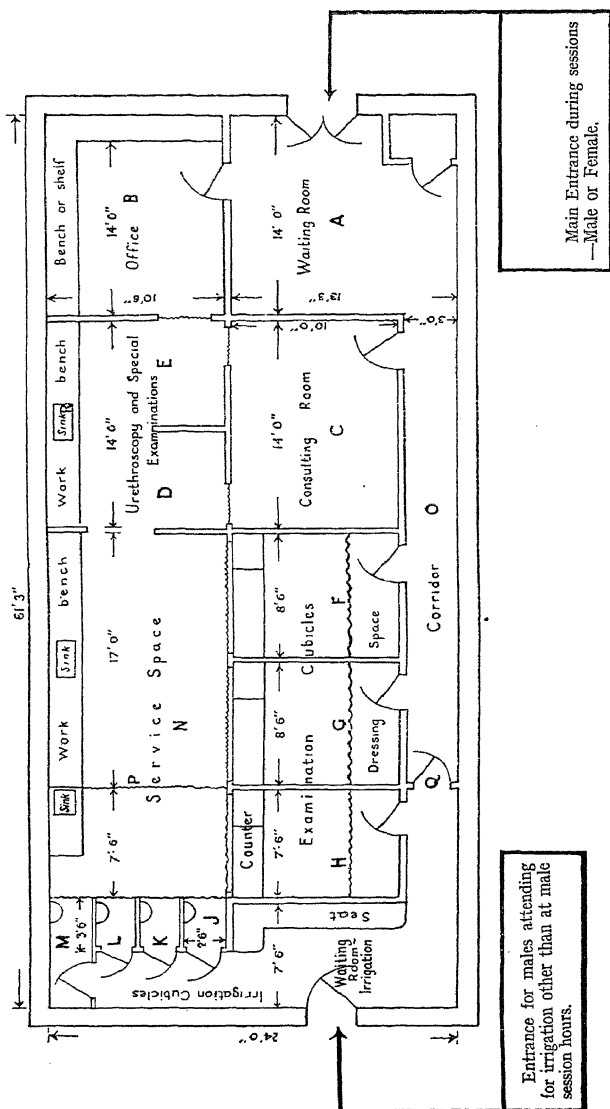 61'3"
24'0"
Bench or shelf
14'0"
Office B
10'6"
Work
Sink
R
bench
14'0"
Urethroscopy and Special
Examinations
D
E
Work
Sink
bench
17'0"
Service Space
P
N
Sink
7'6"
M
3'6"
L
K
J
2'6"
Irrigation Cubicles
14'0"
Waiting Room
A
13'3"
10'0"
3'0"
14'0"
Consulting Room
C
8'6"
Cubicles
F
Space
8'6"
Examination
G
Dressing
Counter
7'6"
H
Seat
7'6"
Waiting
Room
Irrigation
Q
Corridor O
Main Entrance during sessions
—Male or Female.
Entrance for males attending
for irrigation other than at male
session hours.